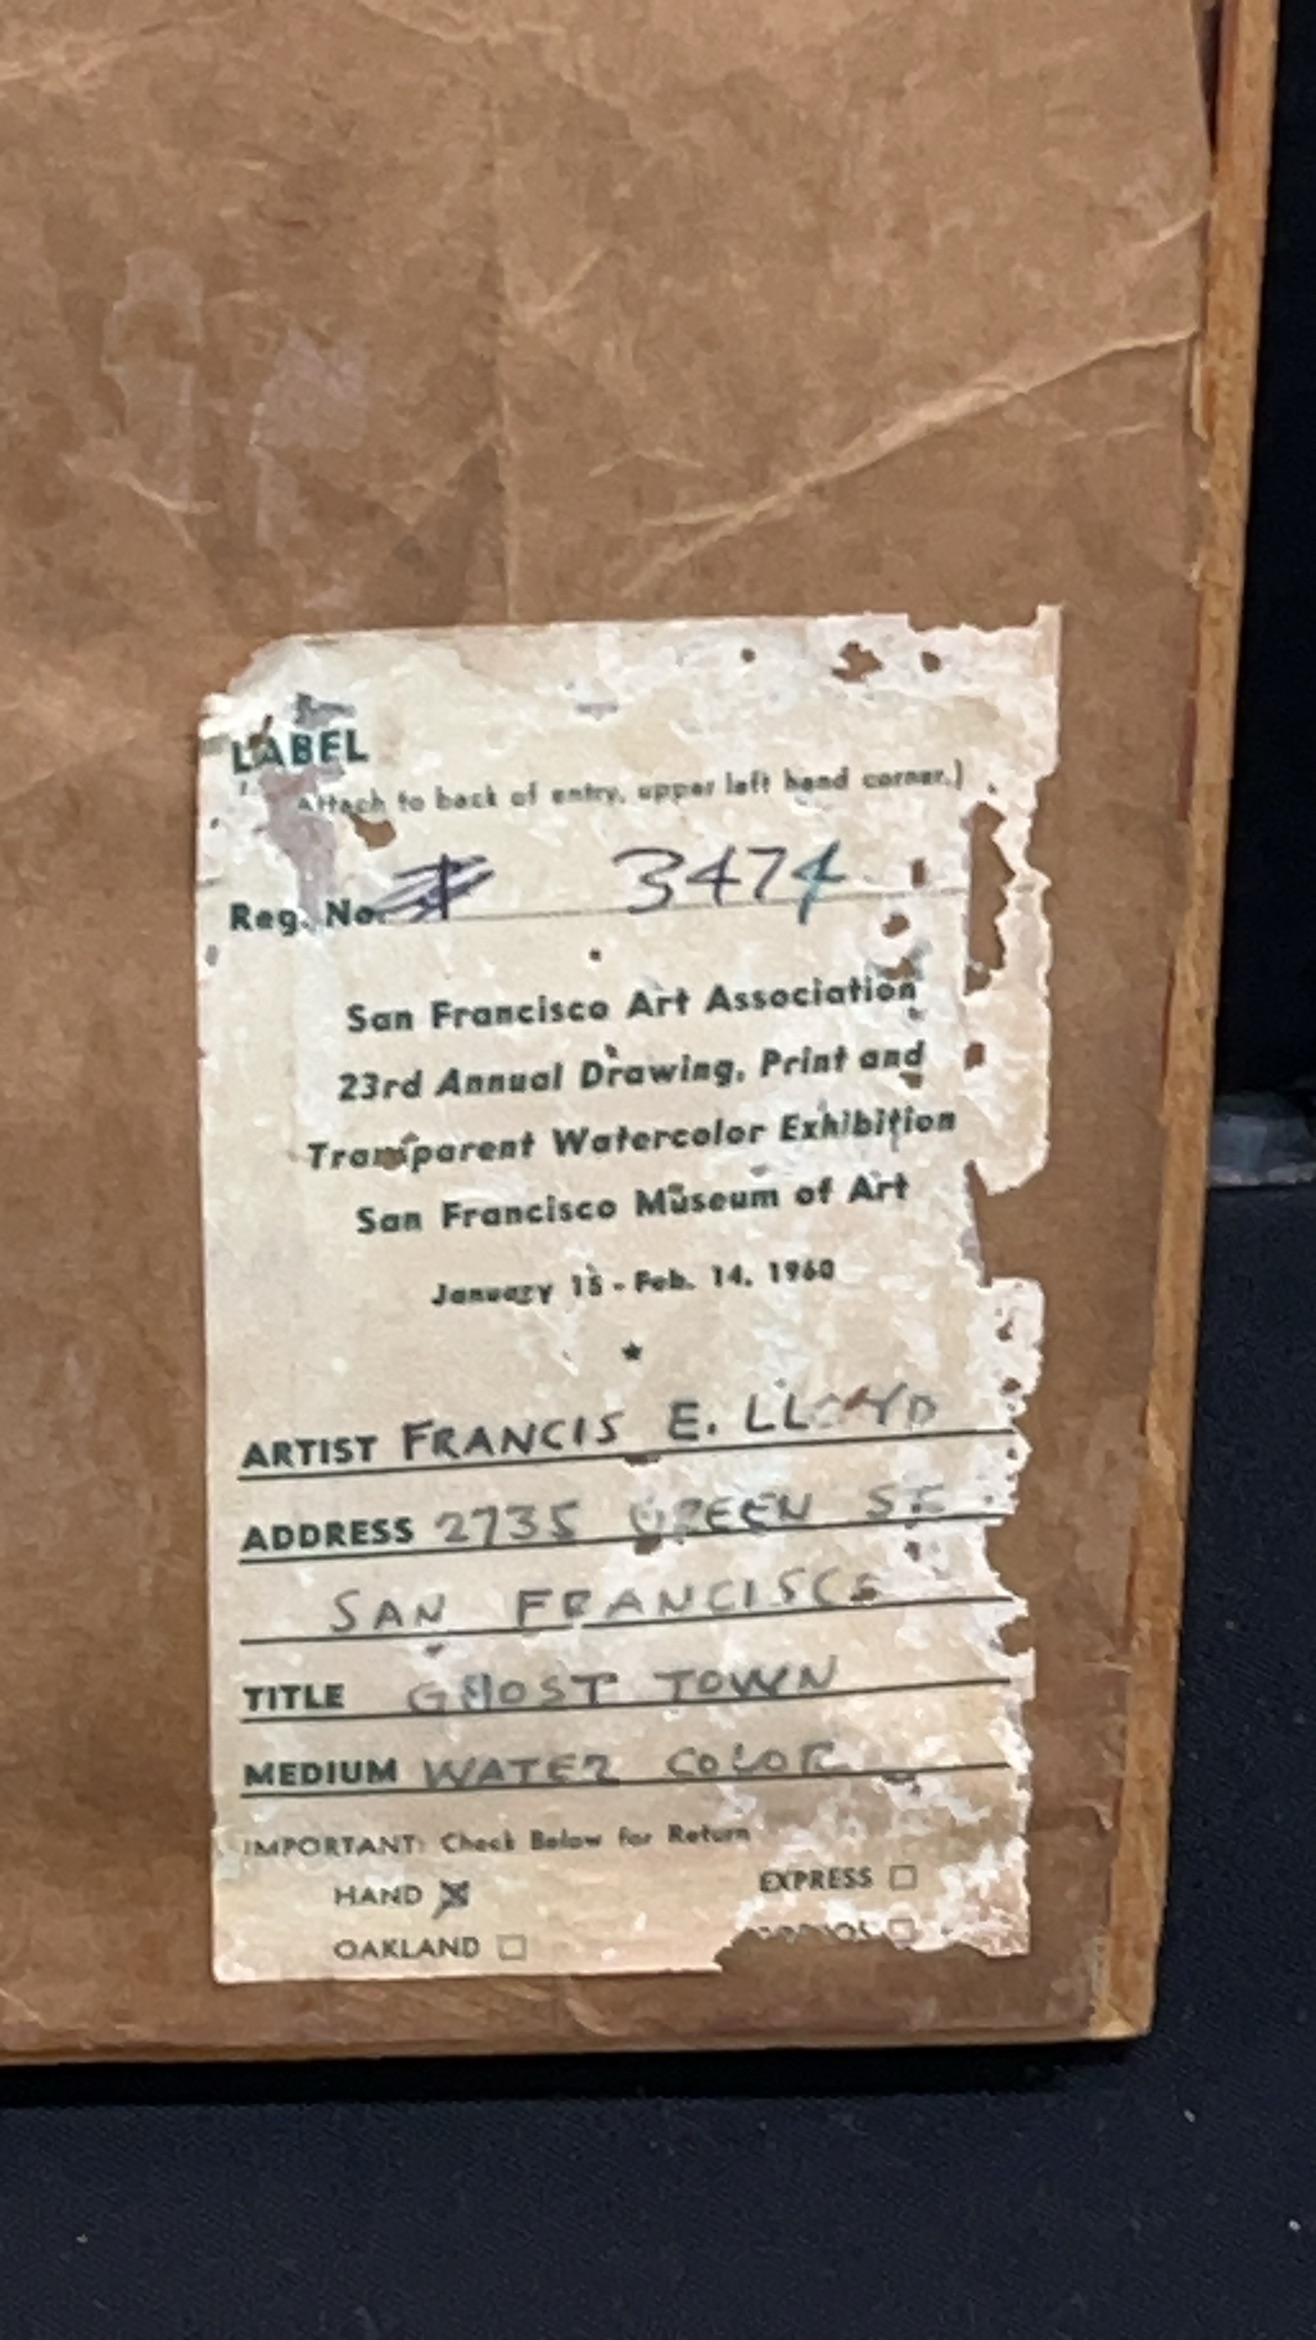 LABEL
Attach to back of entry, upper left hand corner.)
Reg. No. # 3474
San Francisco Art Association
23rd Annual Drawing, Print and
Transparent Watercolor Exhibition
San Francisco Museum of Art
January 15 - Feb. 14, 1960
★
ARTIST FRANCIS E. LLOYD
ADDRESS 2735 GREEN ST
SAN FRANCISCO
TITLE GHOST TOWN
MEDIUM WATER COLOR
IMPORTANT: Check Below for Return
HAND ☒ EXPRESS ☐
OAKLAND ☐